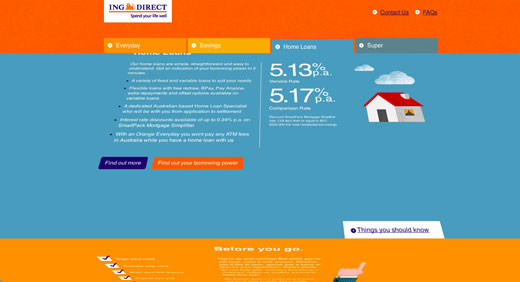 ING DIRECT
Spend your life well
Contact Us
FAQs
Everyday
Savings
Home Loans
Super
Home Loans
Our home loans are simple, straightforward and easy to
understand. Get an indication of your borrowing power in 2
minutes
A variety of fixed and variable loans to suit your needs
Flexible loans with free redraw, BPay, Pay Anyone,
extra repayments and offset options available on
variable loans
A dedicated Australian based Home Loan Specialist
who will be with you from application to settlement
Interest rate discounts available of up to 0.34% p.a. on
SmartPack Mortgage Simplifier
With an Orange Everyday you wont pay any ATM fees
in Australia while you have a home loan with us
5.13% p.a.
Variable Rate
5.17% p.a.
Comparison Rate
Find out more
Find out your borrowing power
Things you should know
Before you go.